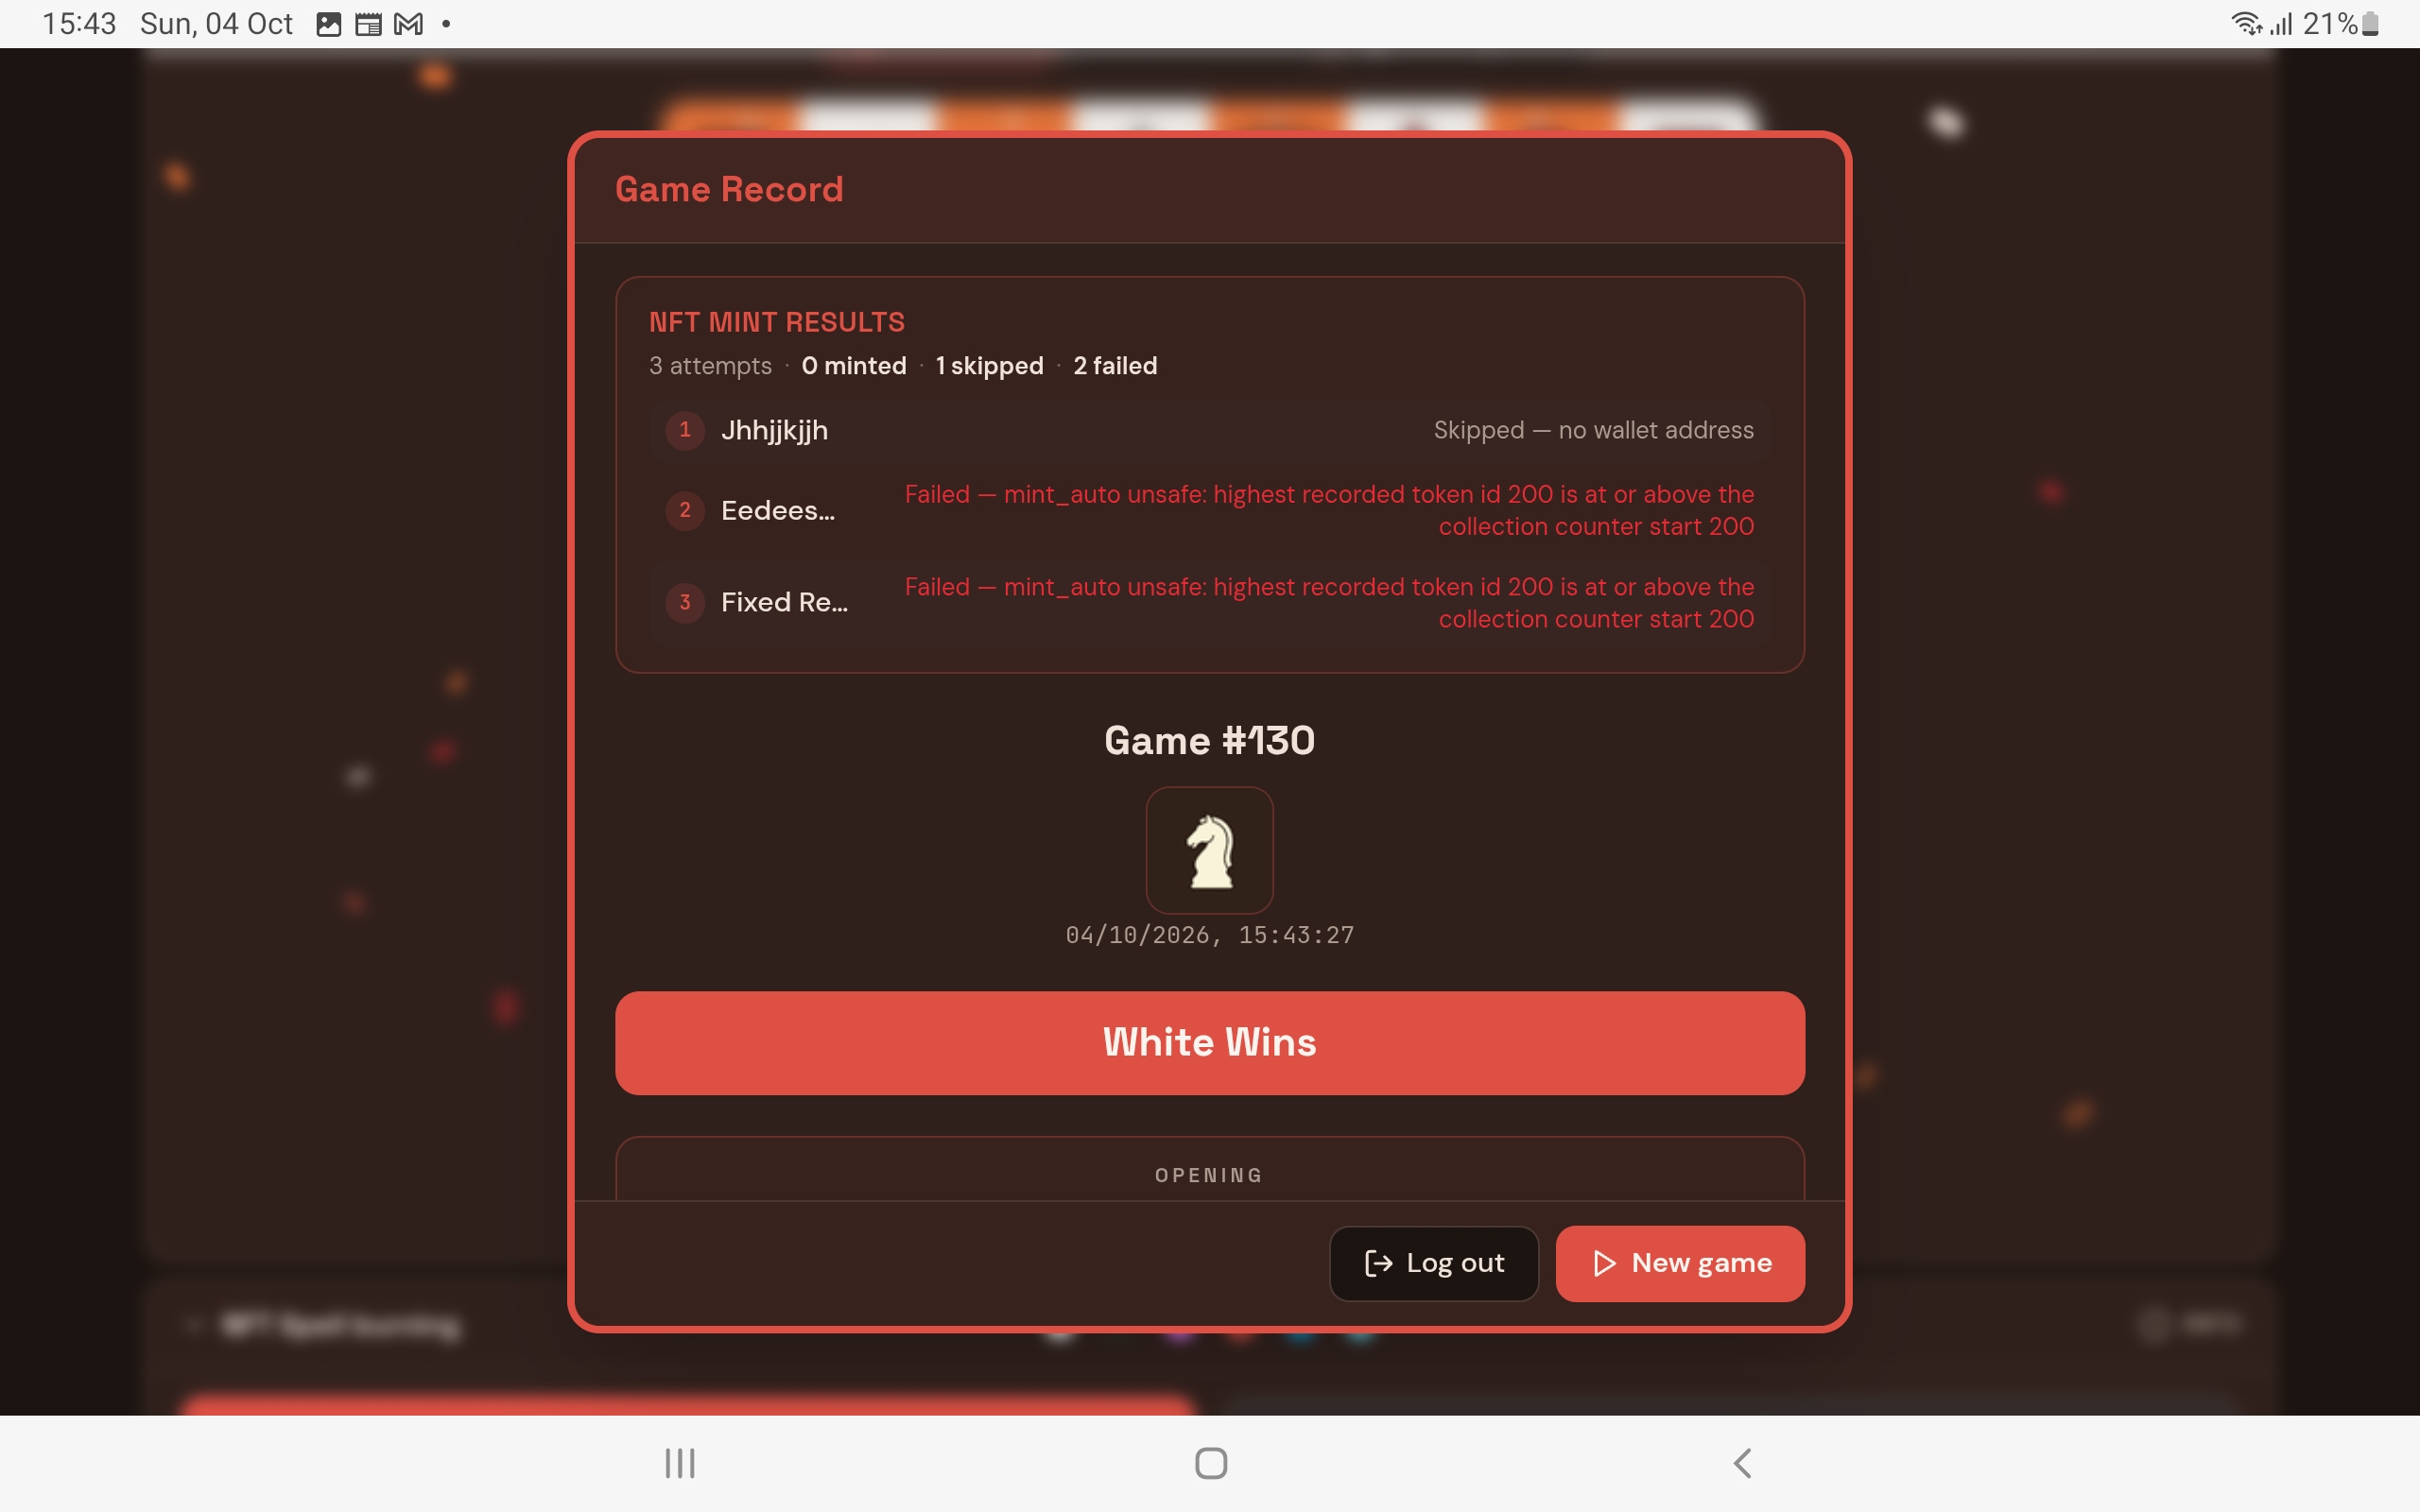 15:43 Sun, 04 Oct
21%
Game Record
NFT MINT RESULTS
3 attempts · 0 minted · 1 skipped · 2 failed
1 Jhhjjkjjh Skipped — no wallet address
2 Eedees... Failed — mint_auto unsafe: highest recorded token id 200 is at or above the
collection counter start 200
3 Fixed Re... Failed — mint_auto unsafe: highest recorded token id 200 is at or above the
collection counter start 200
Game #130
04/10/2026, 15:43:27
White Wins
OPENING
Log out
New game
NFT Spell burning
INFO